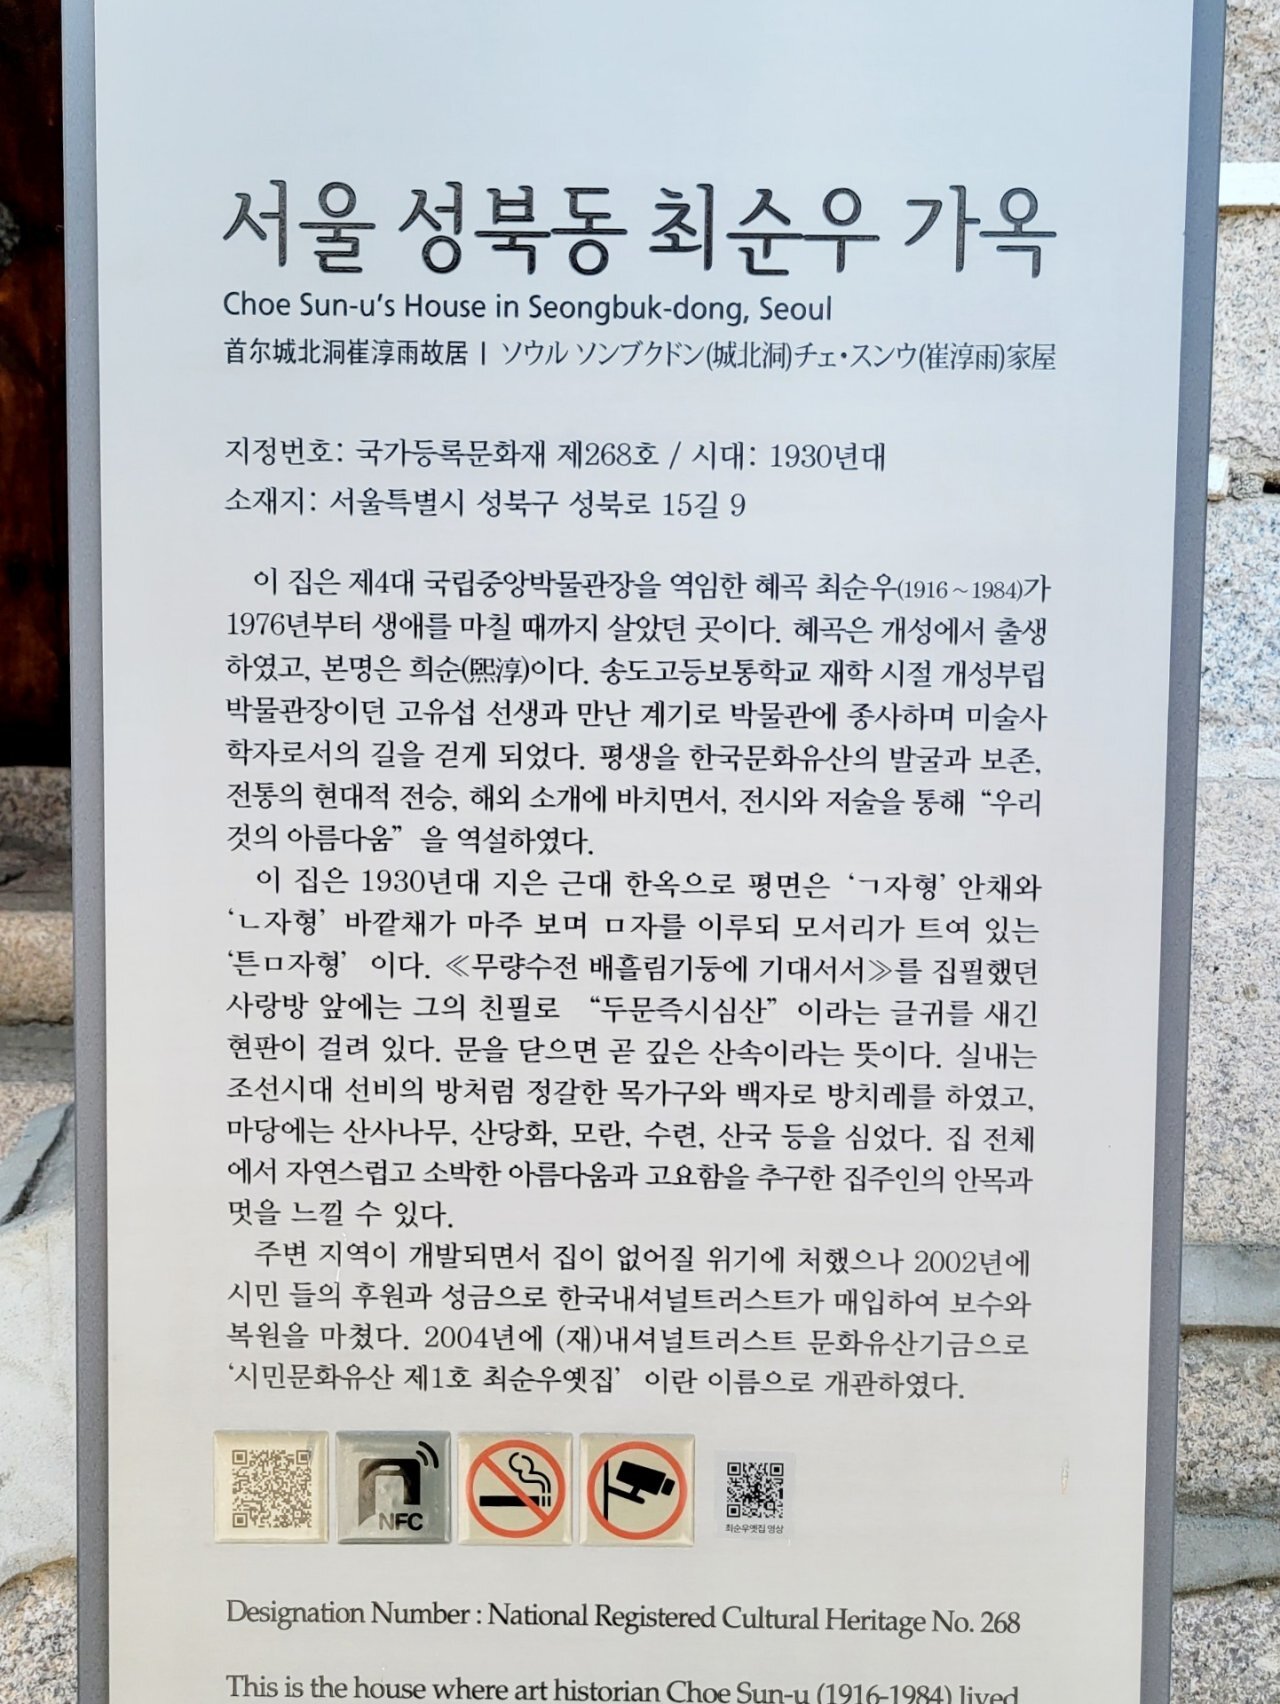 서울 성북동 최순우 가옥
Choe Sun-u's House in Seongbuk-dong, Seoul
首尔城北洞崔淳雨故居 | ソウル ソンブクドン(城北洞)チェ・スンウ(崔淳雨)家屋
지정번호: 국가등록문화재 제268호 / 시대: 1930년대
소재지: 서울특별시 성북구 성북로 15길 9
이 집은 제4대 국립중앙박물관장을 역임한 혜곡 최순우(1916~1984)가
1976년부터 생애를 마칠 때까지 살았던 곳이다. 혜곡은 개성에서 출생
하였고, 본명은 희순(熙淳)이다. 송도고등보통학교 재학 시절 개성부립
박물관장이던 고유섭 선생과 만난 계기로 박물관에 종사하며 미술사
학자로서의 길을 걷게 되었다. 평생을 한국문화유산의 발굴과 보존,
전통의 현대적 전승, 해외 소개에 바치면서, 전시와 저술을 통해 “우리
것의 아름다움” 을 역설하였다.
이 집은 1930년대 지은 근대 한옥으로 평면은 ‘ㄱ자형’ 안채와
‘ㄴ자형’ 바깥채가 마주 보며 ㅁ자를 이루되 모서리가 트여 있는
‘튼ㅁ자형’ 이다. ≪무량수전 배흘림기둥에 기대서서≫를 집필했던
사랑방 앞에는 그의 친필로 “두문즉시심산” 이라는 글귀를 새긴
현판이 걸려 있다. 문을 닫으면 곧 깊은 산속이라는 뜻이다. 실내는
조선시대 선비의 방처럼 정갈한 목가구와 백자로 방치레를 하였고,
마당에는 산사나무, 산당화, 모란, 수련, 산국 등을 심었다. 집 전체
에서 자연스럽고 소박한 아름다움과 고요함을 추구한 집주인의 안목과
멋을 느낄 수 있다.
주변 지역이 개발되면서 집이 없어질 위기에 처했으나 2002년에
시민 들의 후원과 성금으로 한국내셔널트러스트가 매입하여 보수와
복원을 마쳤다. 2004년에 (재)내셔널트러스트 문화유산기금으로
‘시민문화유산 제1호 최순우옛집’ 이란 이름으로 개관하였다.
NFC
최순우옛집 영상
Designation Number : National Registered Cultural Heritage No. 268
This is the house where art historian Choe Sun-u (1916-1984) lived